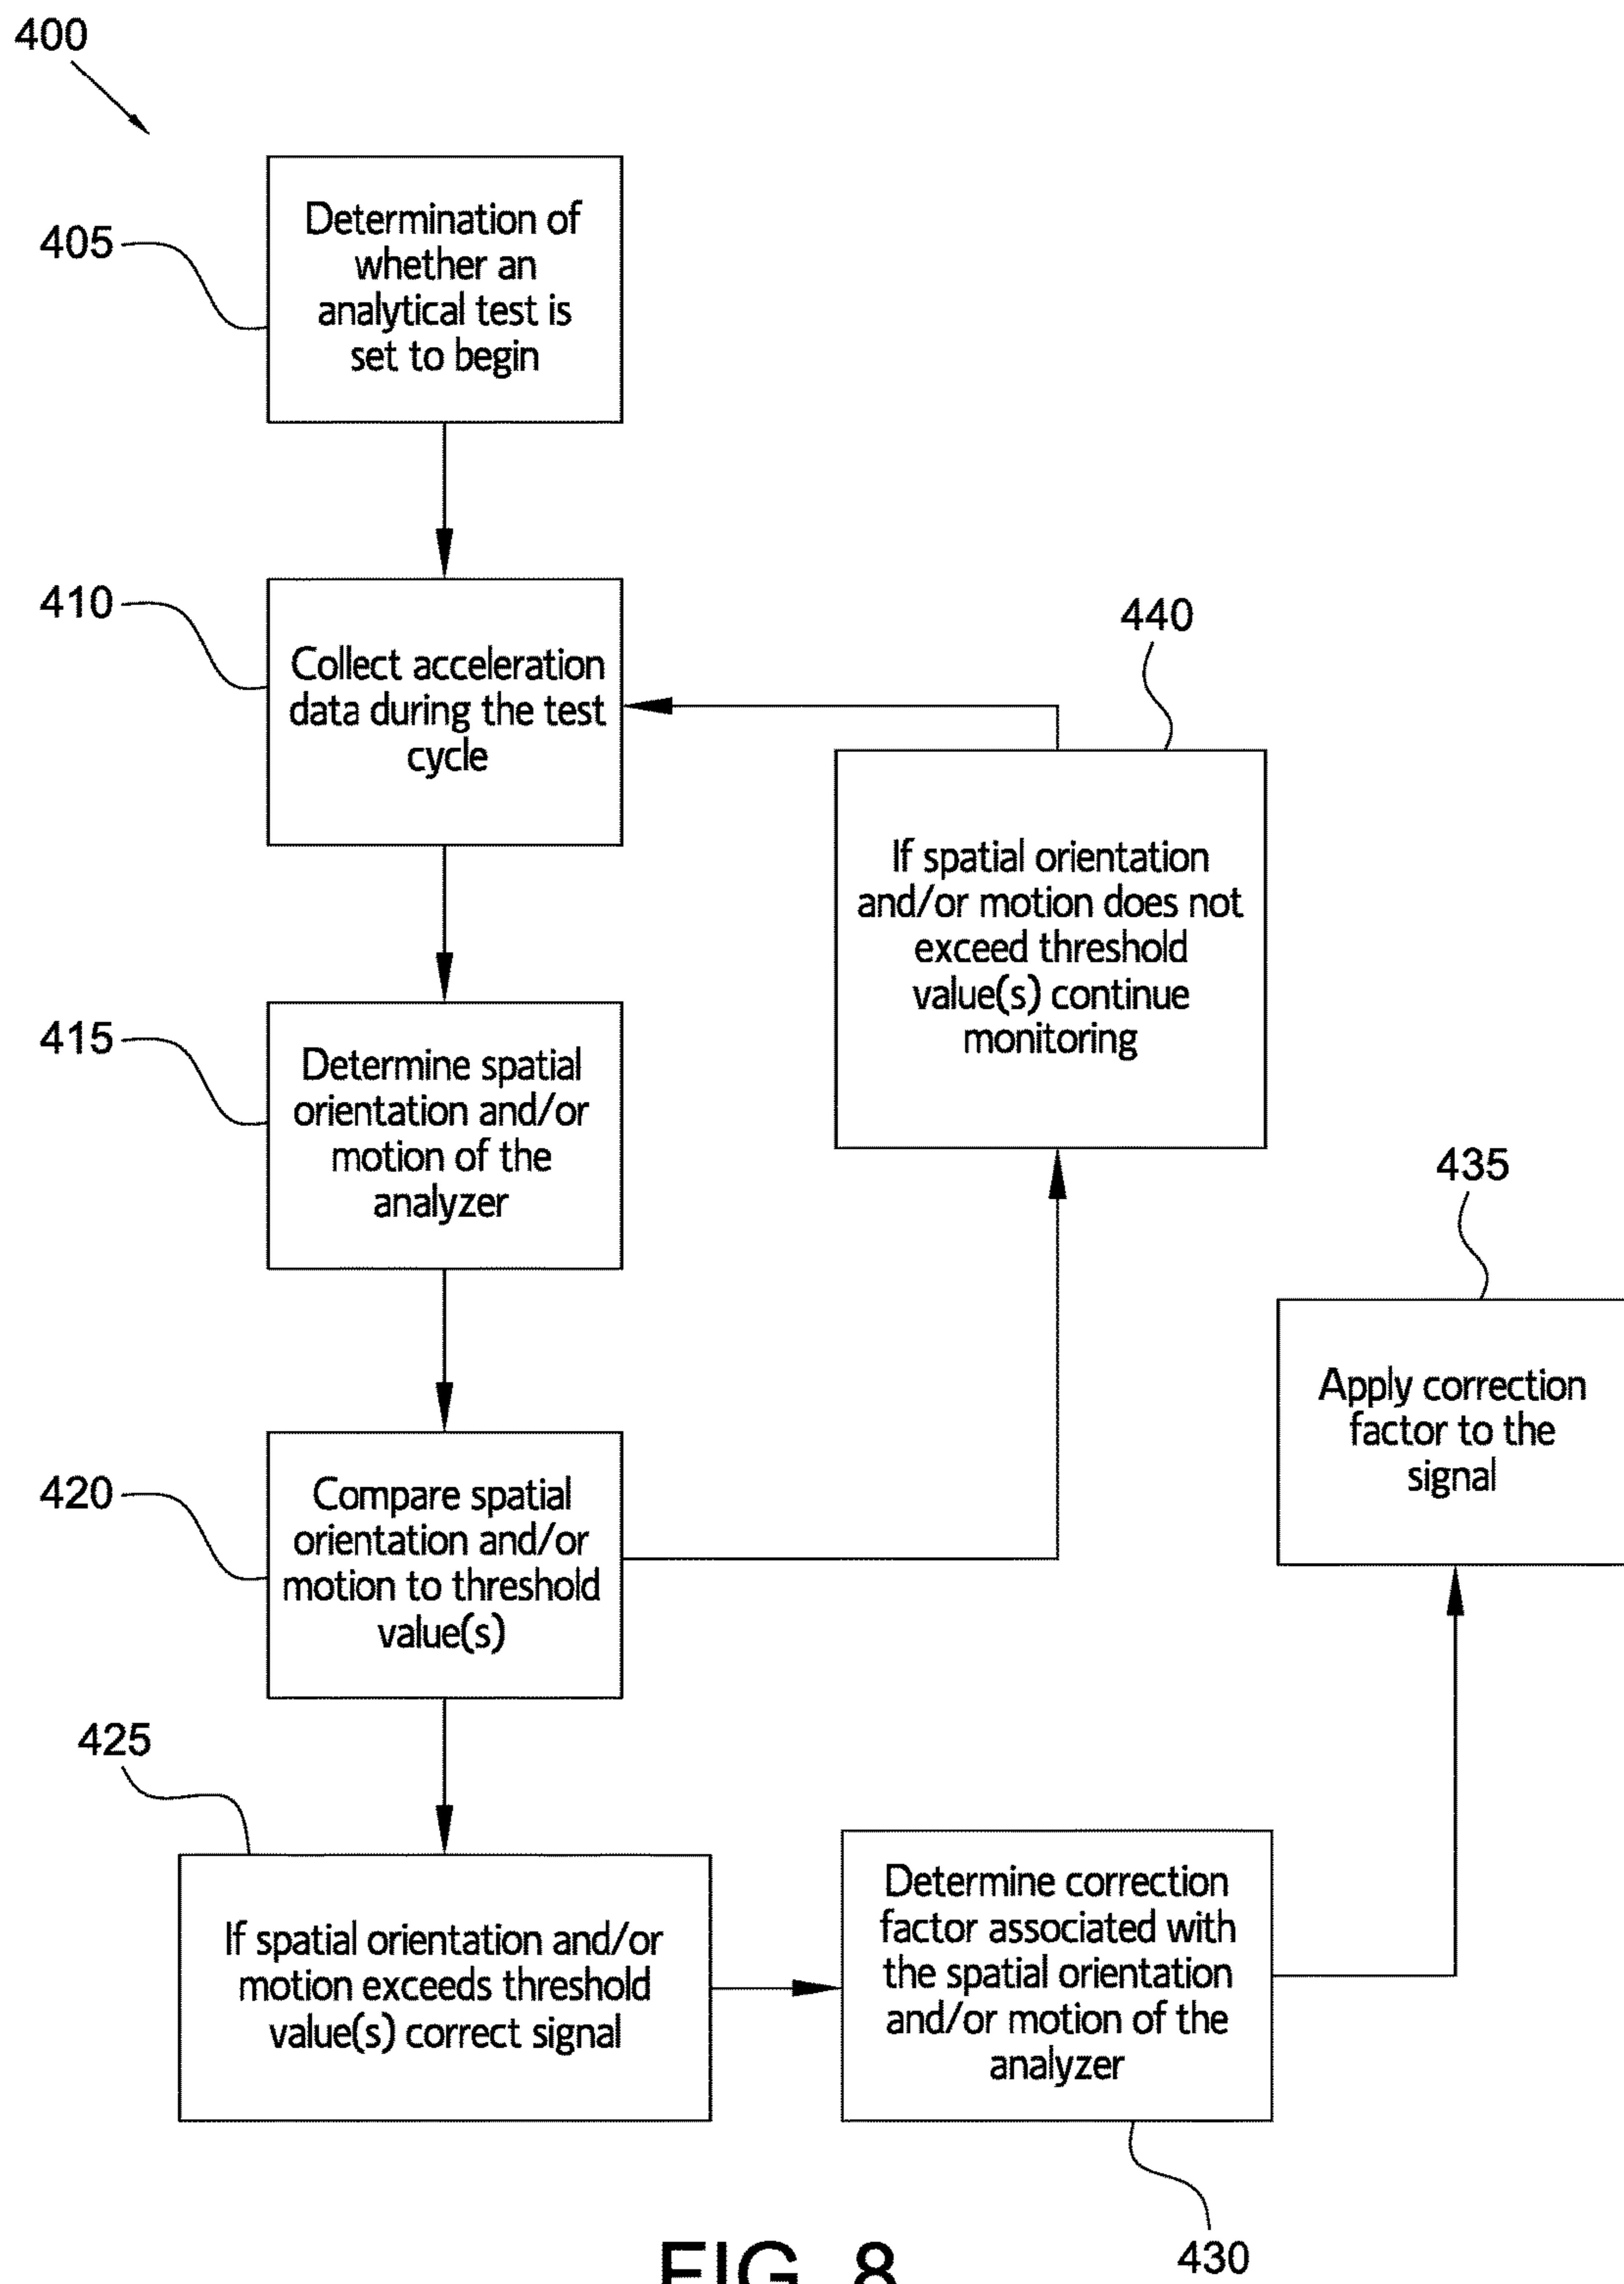 400
405
Determination of
whether an
analytical test is
set to begin
410
Collect acceleration
data during the test
cycle
440
If spatial orientation
and/or motion does not
exceed threshold
value(s) continue
monitoring
415
Determine spatial
orientation and/or
motion of the
analyzer
435
Apply correction
factor to the
signal
420
Compare spatial
orientation and/or
motion to threshold
value(s)
425
If spatial orientation and/or
motion exceeds threshold
value(s) correct signal
Determine correction
factor associated with
the spatial orientation
and/or motion of the
analyzer
430
FIG. 8